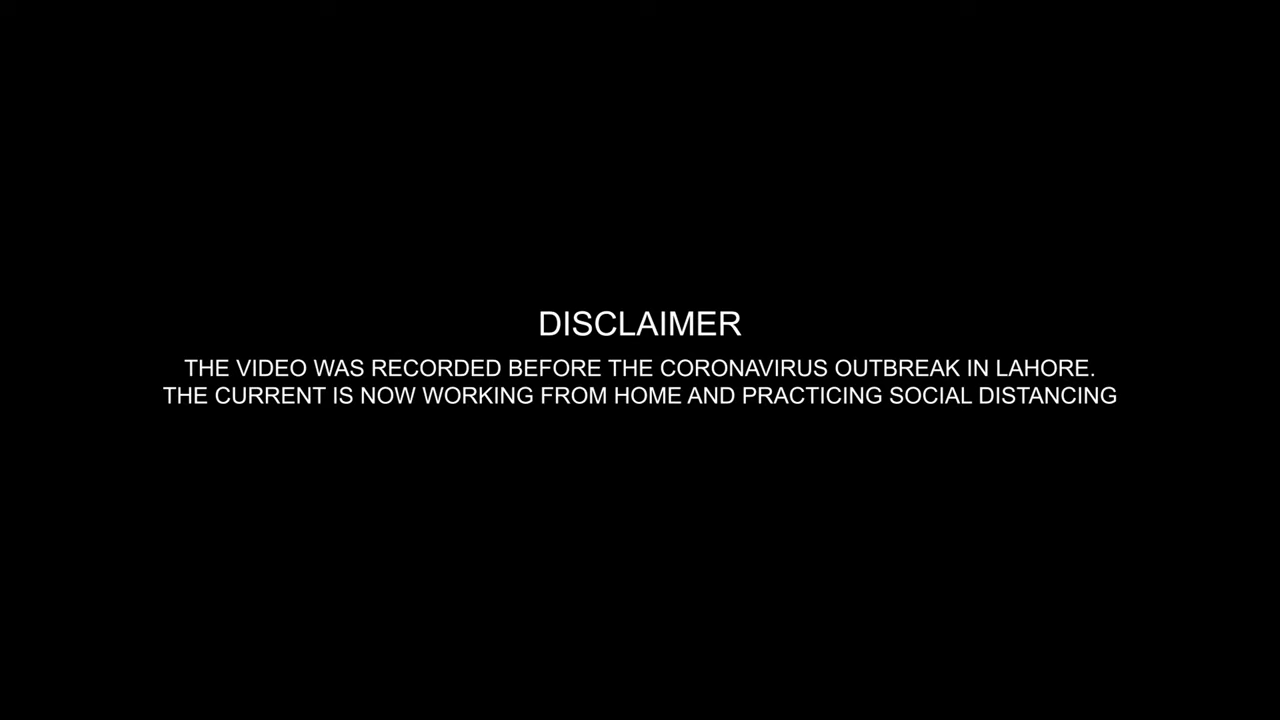 DISCLAIMER
THE VIDEO WAS RECORDED BEFORE THE CORONAVIRUS OUTBREAK IN LAHORE.
THE CURRENT IS NOW WORKING FROM HOME AND PRACTICING SOCIAL DISTANCING